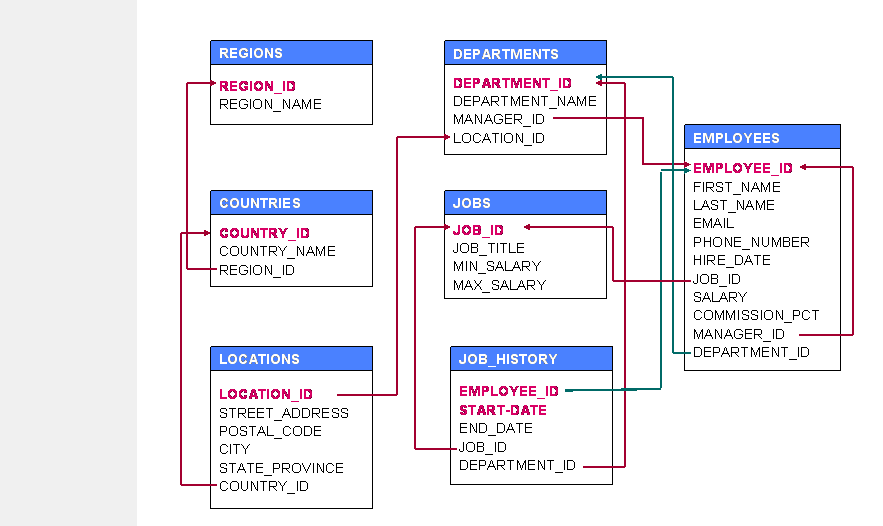 REGIONS
REGION_ID
REGION_NAME
DEPARTMENTS
DEPARTMENT_ID
DEPARTMENT_NAME
MANAGER_ID
LOCATION_ID
EMPLOYEES
EMPLOYEE_ID
FIRST_NAME
LAST_NAME
EMAIL
PHONE_NUMBER
HIRE_DATE
JOB_ID
SALARY
COMMISSION_PCT
MANAGER_ID
DEPARTMENT_ID
COUNTRIES
COUNTRY_ID
COUNTRY_NAME
REGION_ID
JOBS
JOB_ID
JOB_TITLE
MIN_SALARY
MAX_SALARY
LOCATIONS
LOCATION_ID
STREET_ADDRESS
POSTAL_CODE
CITY
STATE_PROVINCE
COUNTRY_ID
JOB_HISTORY
EMPLOYEE_ID
START-DATE
END_DATE
JOB_ID
DEPARTMENT_ID